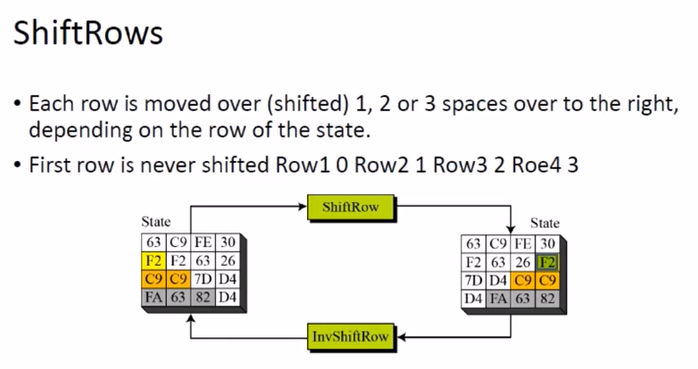 ShiftRows
• Each row is moved over (shifted) 1, 2 or 3 spaces over to the right,
depending on the row of the state.
• First row is never shifted Row1 0 Row2 1 Row3 2 Roe4 3
ShiftRow
State
63 C9 FE 30
F2 F2 63 26
C9 C9 7D D4
FA 63 82 D4
State
63 C9 FE 30
F2 63 26 F2
7D D4 C9 C9
D4 FA 63 82
InvShiftRow